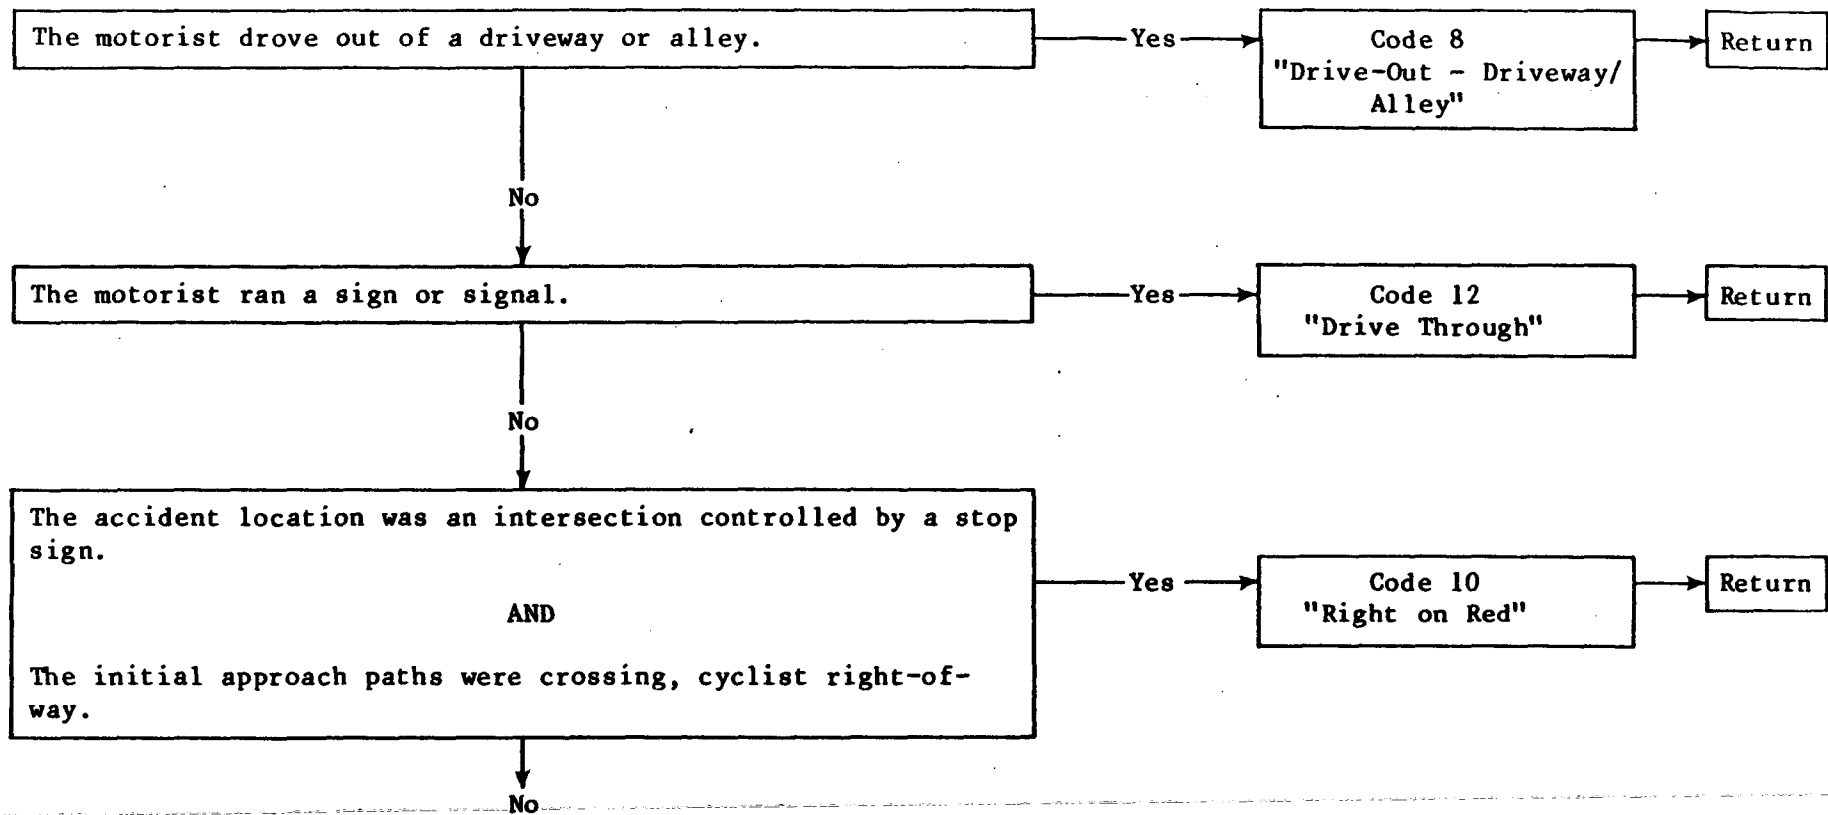 The motorist drove out of a driveway or alley.
Yes
Code 8
"Drive-Out - Driveway/
Alley"
Return
No
The motorist ran a sign or signal.
Yes
Code 12
"Drive Through"
Return
No
The accident location was an intersection controlled by a stop
sign.
AND
The initial approach paths were crossing, cyclist right-of-
way.
Yes
Code 10
"Right on Red"
Return
No